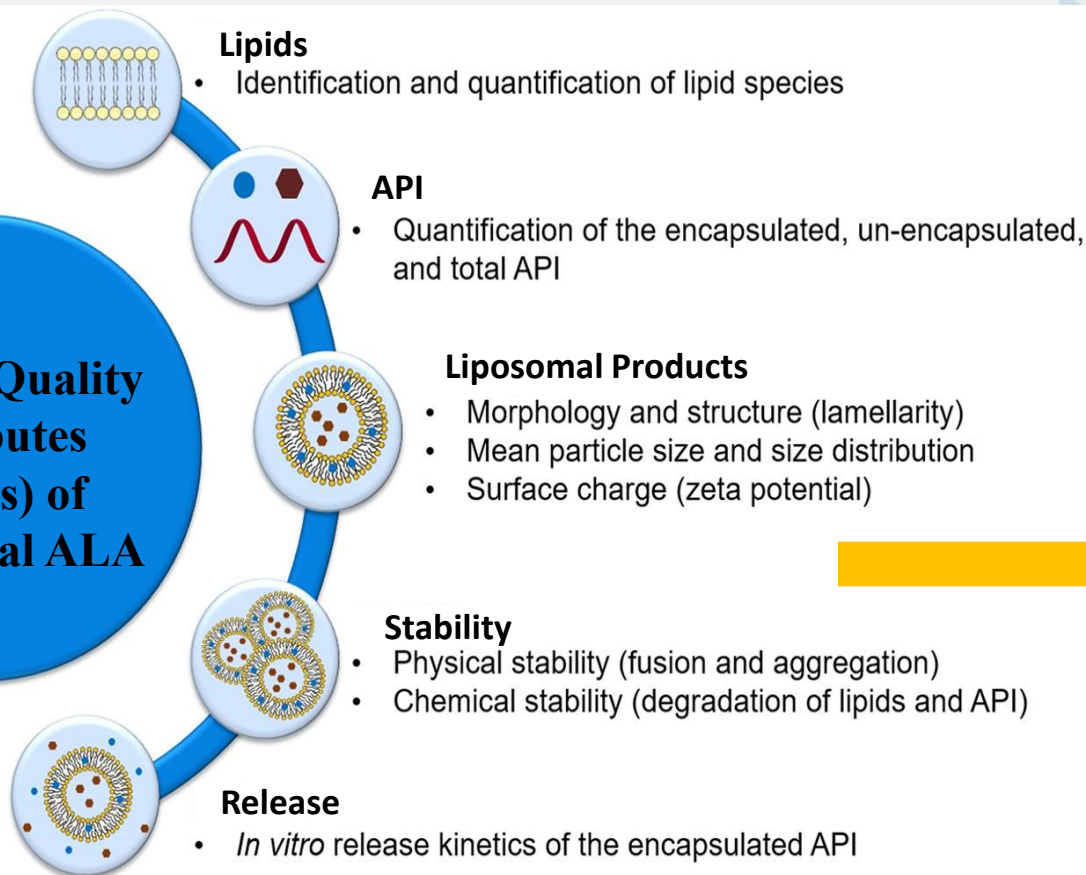 Lipids
• Identification and quantification of lipid species
API
• Quantification of the encapsulated, un-encapsulated,
and total API
Quality
butes
s) of
al ALA
Liposomal Products
• Morphology and structure (lamellarity)
• Mean particle size and size distribution
• Surface charge (zeta potential)
Stability
• Physical stability (fusion and aggregation)
• Chemical stability (degradation of lipids and API)
Release
• In vitro release kinetics of the encapsulated API